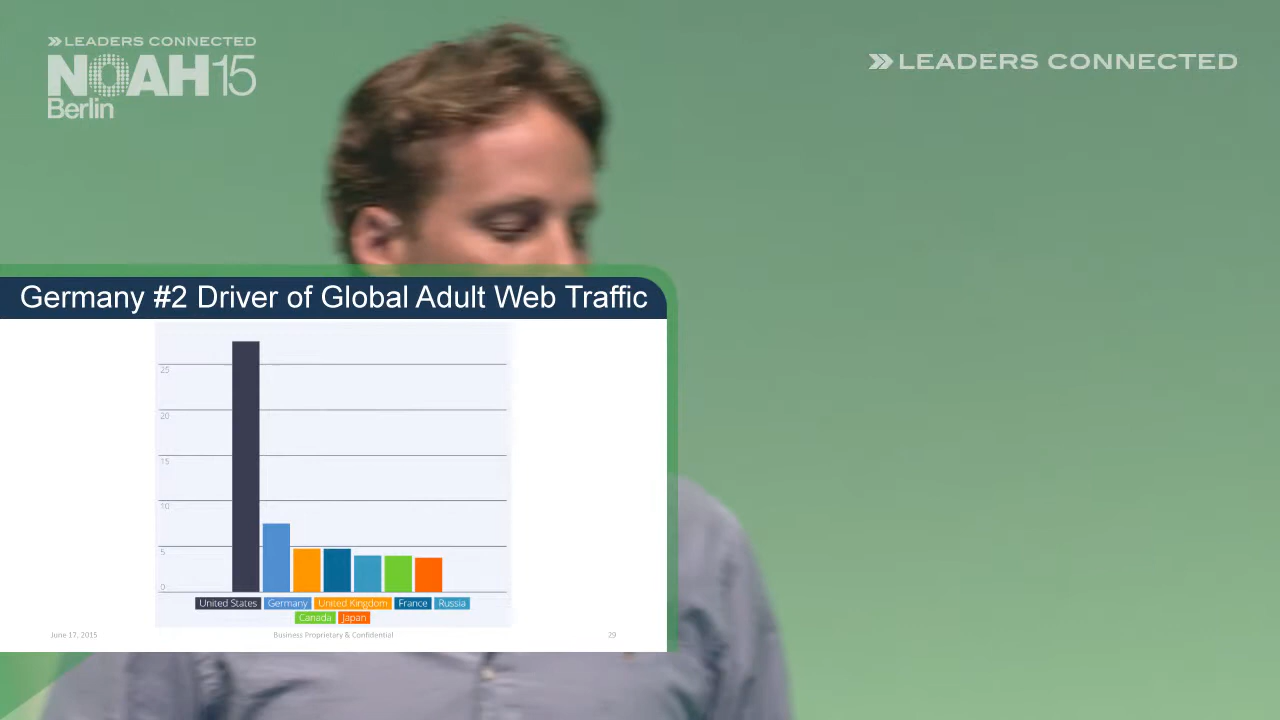 LEADERS CONNECTED
NOAH15
Berlin
LEADERS CONNECTED
Germany #2 Driver of Global Adult Web Traffic
25
20
15
10
5
0
United States Germany United Kingdom France Russia
Canada Japan
June 17, 2015 Business Proprietary & Confidential 29